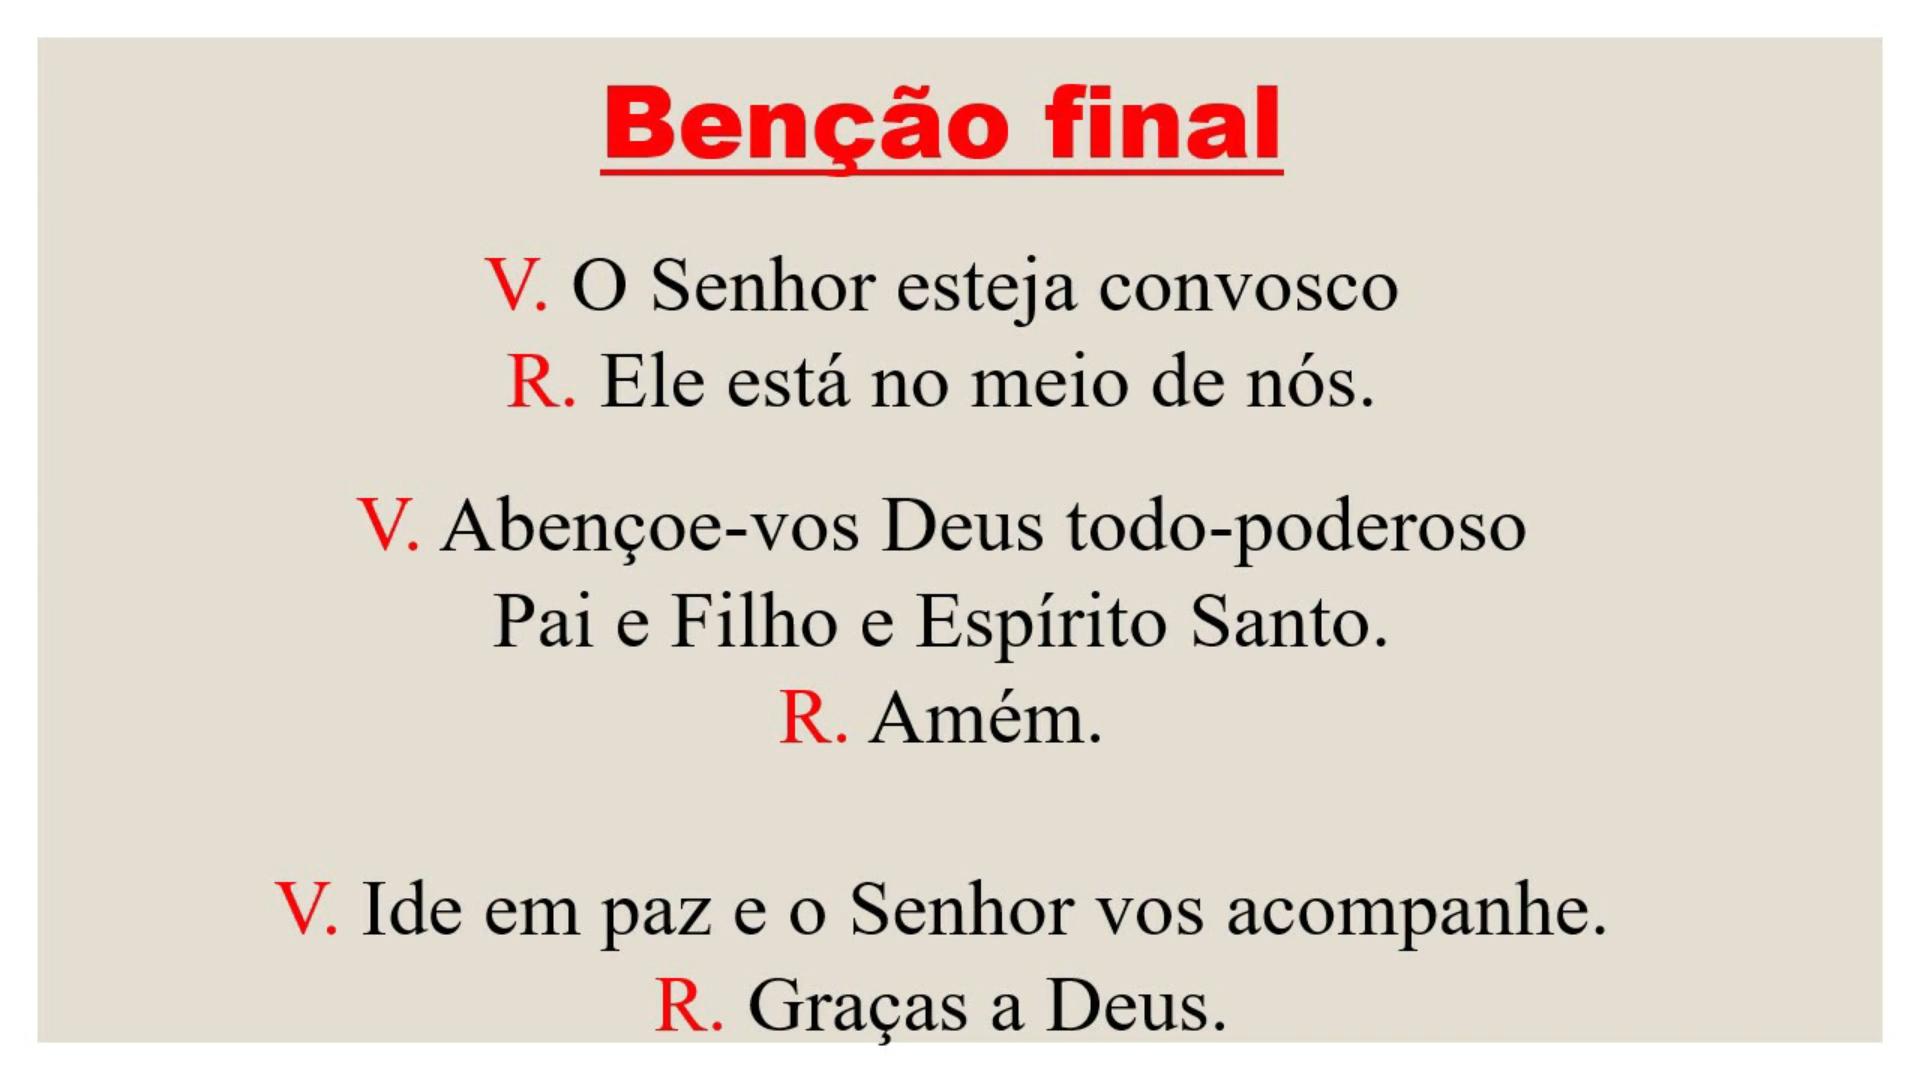 Benção final
V. O Senhor esteja convosco
R. Ele está no meio de nós.
V. Abençoe-vos Deus todo-poderoso
Pai e Filho e Espírito Santo.
R. Amém.
V. Ide em paz e o Senhor vos acompanhe.
R. Graças a Deus.